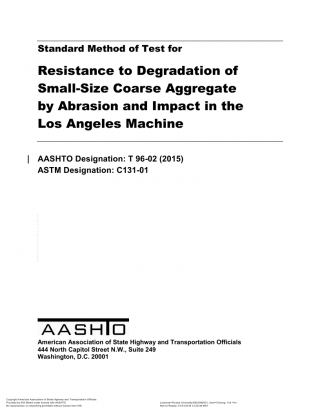 Standard Method of Test for
Resistance to Degradation of
Small-Size Coarse Aggregate
by Abrasion and Impact in the
Los Angeles Machine
AASHTO Designation: T 96-02 (2015)
ASTM Designation: C131-01
AASHTO
American Association of State Highway and Transportation Officials
444 North Capitol Street N.W., Suite 249
Washington, D.C. 20001